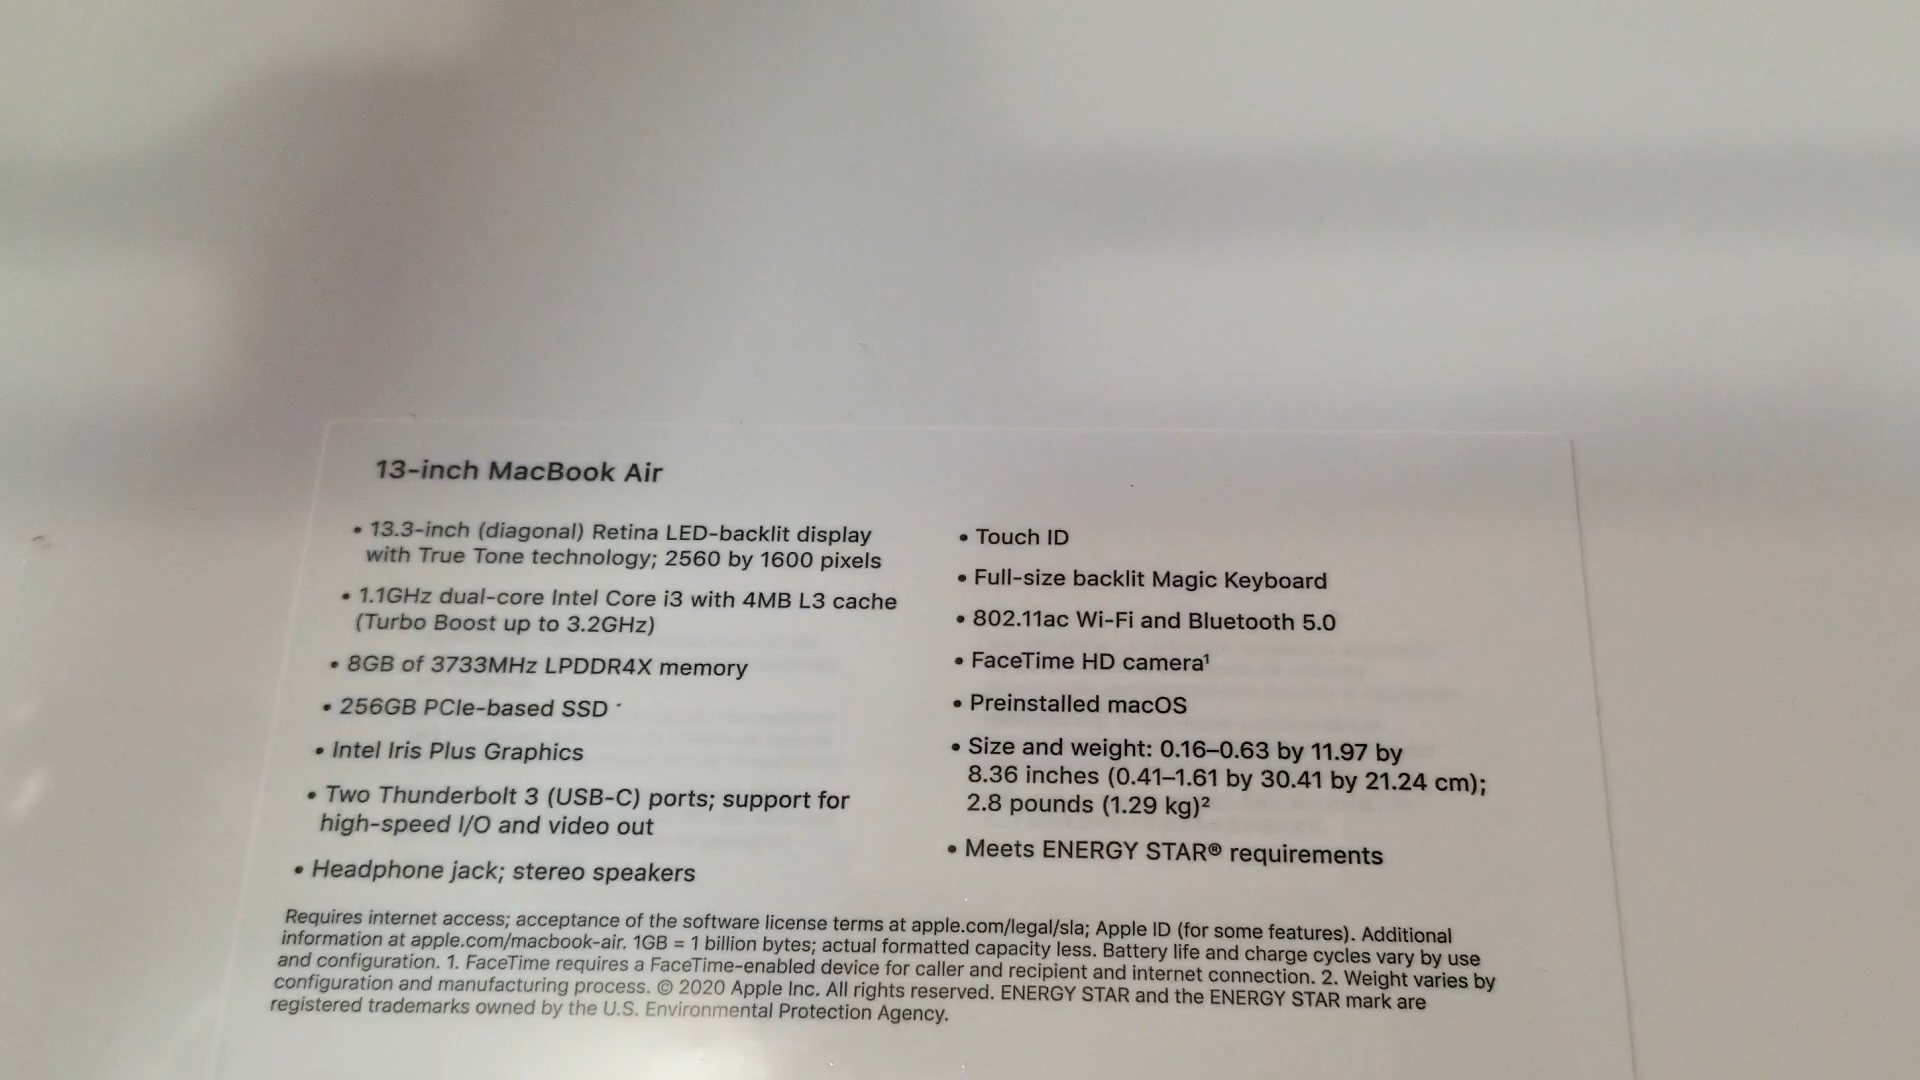 13-inch MacBook Air
• 13.3-inch (diagonal) Retina LED-backlit display
with True Tone technology; 2560 by 1600 pixels
• 1.1GHz dual-core Intel Core i3 with 4MB L3 cache
(Turbo Boost up to 3.2GHz)
• 8GB of 3733MHz LPDDR4X memory
• 256GB PCIe-based SSD
• Intel Iris Plus Graphics
• Two Thunderbolt 3 (USB-C) ports; support for
high-speed I/O and video out
• Headphone jack; stereo speakers
• Touch ID
• Full-size backlit Magic Keyboard
• 802.11ac Wi-Fi and Bluetooth 5.0
• FaceTime HD camera¹
• Preinstalled macOS
• Size and weight: 0.16–0.63 by 11.97 by
8.36 inches (0.41–1.61 by 30.41 by 21.24 cm);
2.8 pounds (1.29 kg)²
• Meets ENERGY STAR® requirements
Requires internet access; acceptance of the software license terms at apple.com/legal/sla; Apple ID (for some features). Additional
information at apple.com/macbook-air. 1GB = 1 billion bytes; actual formatted capacity less. Battery life and charge cycles vary by use
and configuration. 1. FaceTime requires a FaceTime-enabled device for caller and recipient and internet connection. 2. Weight varies by
configuration and manufacturing process. © 2020 Apple Inc. All rights reserved. ENERGY STAR and the ENERGY STAR mark are
registered trademarks owned by the U.S. Environmental Protection Agency.